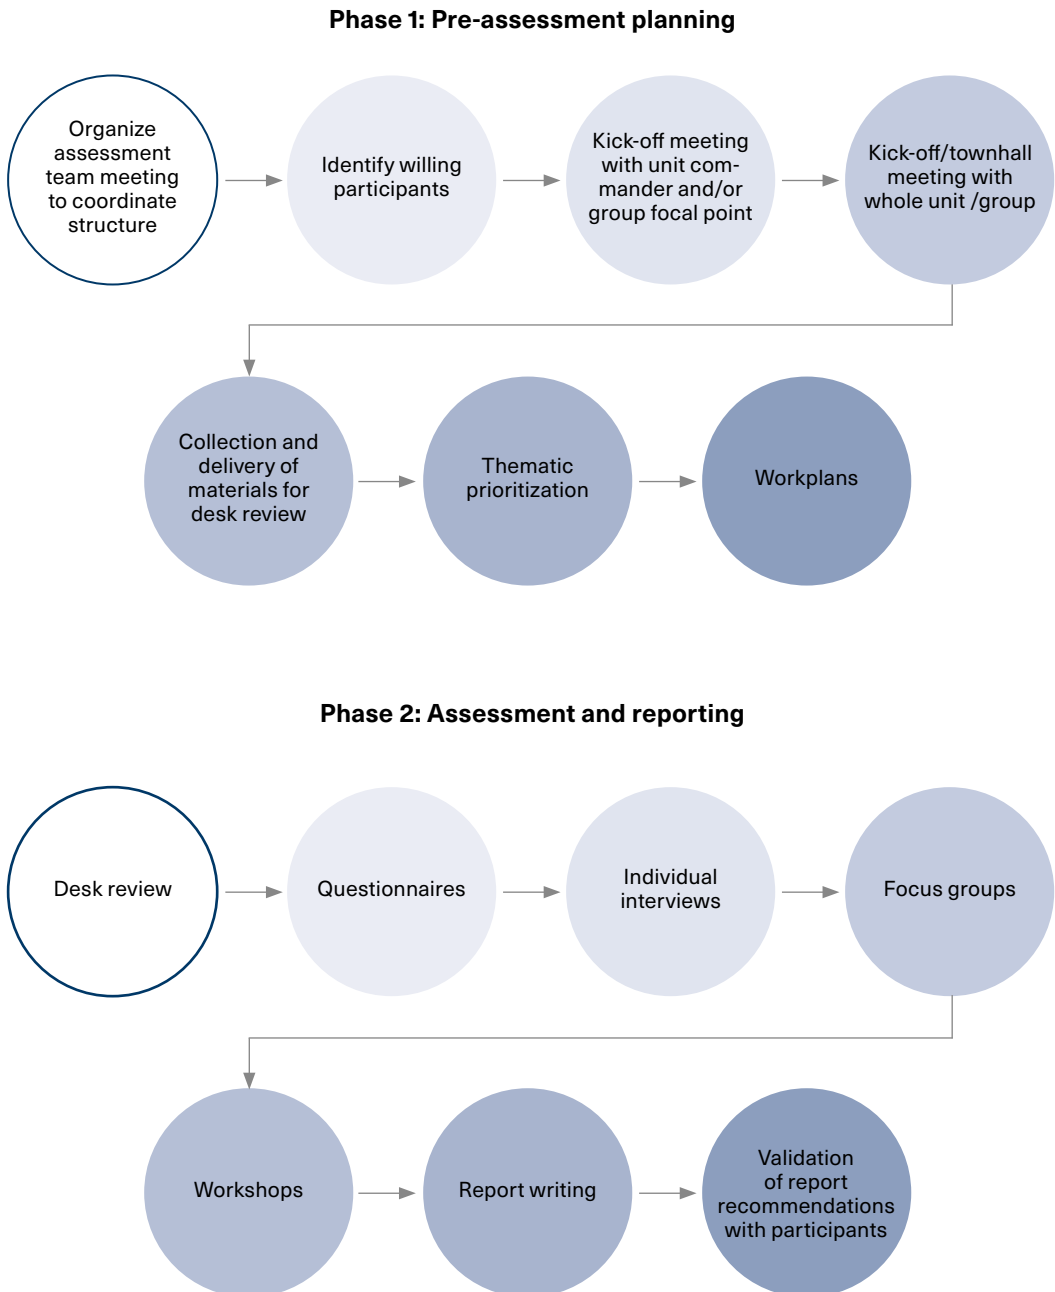 Phase 1: Pre-assessment planning
Organize
assessment
team meeting
to coordinate
structure
Identify willing
participants
Kick-off meeting
with unit com-
mander and/or
group focal point
Kick-off/townhall
meeting with
whole unit /group
Collection and
delivery of
materials for
desk review
Thematic
prioritization
Workplans
Phase 2: Assessment and reporting
Desk review
Questionnaires
Individual
interviews
Focus groups
Workshops
Report writing
Validation
of report
recommendations
with participants